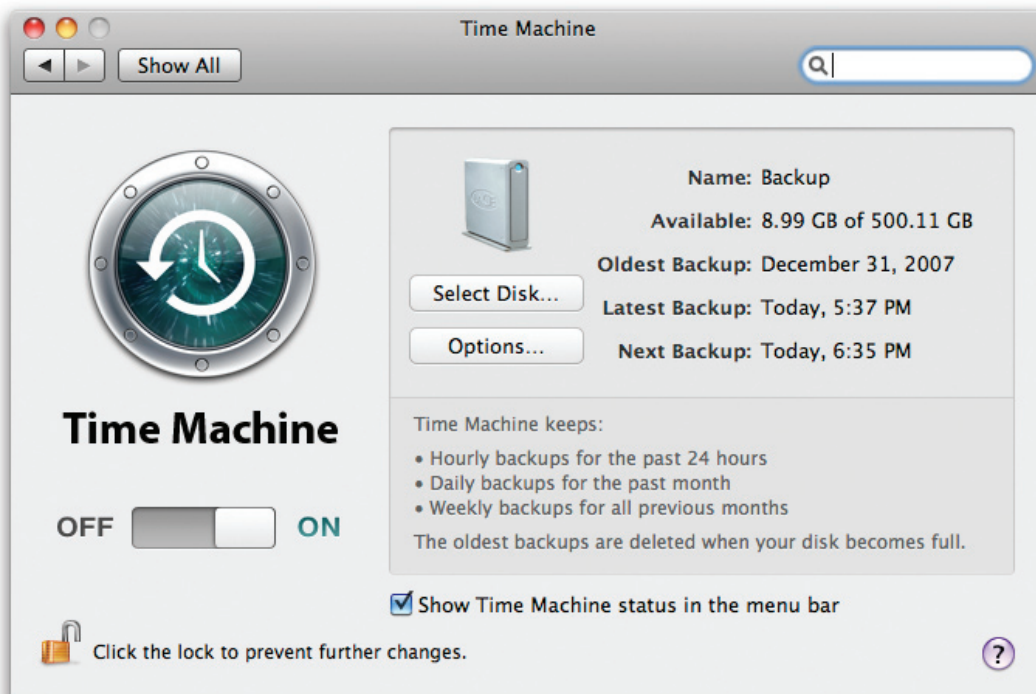 Time Machine
Show All
Name: Backup
Available: 8.99 GB of 500.11 GB
Oldest Backup: December 31, 2007
Select Disk...
Latest Backup: Today, 5:37 PM
Options...
Next Backup: Today, 6:35 PM
Time Machine
Time Machine keeps:
• Hourly backups for the past 24 hours
• Daily backups for the past month
• Weekly backups for all previous months
The oldest backups are deleted when your disk becomes full.
OFF ON
Show Time Machine status in the menu bar
Click the lock to prevent further changes.
?